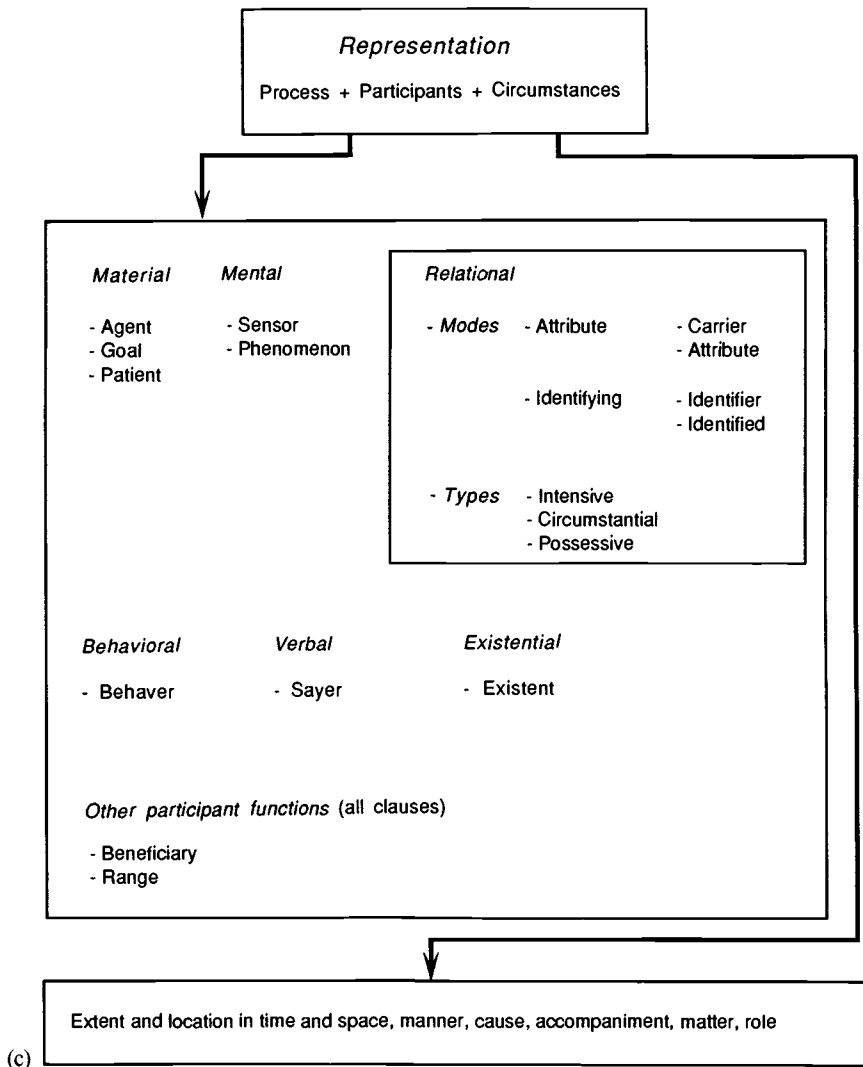 Representation
Process + Participants + Circumstances
Material Mental Relational
- Agent - Sensor - Modes - Attribute - Carrier
- Goal - Phenomenon - Attribute
- Patient
- Identifying - Identifier
- Identified
- Types - Intensive
- Circumstantial
- Possessive
Behavioral Verbal Existential
- Behaver - Sayer - Existent
Other participant functions (all clauses)
- Beneficiary
- Range
Extent and location in time and space, manner, cause, accompaniment, matter, role
(c)